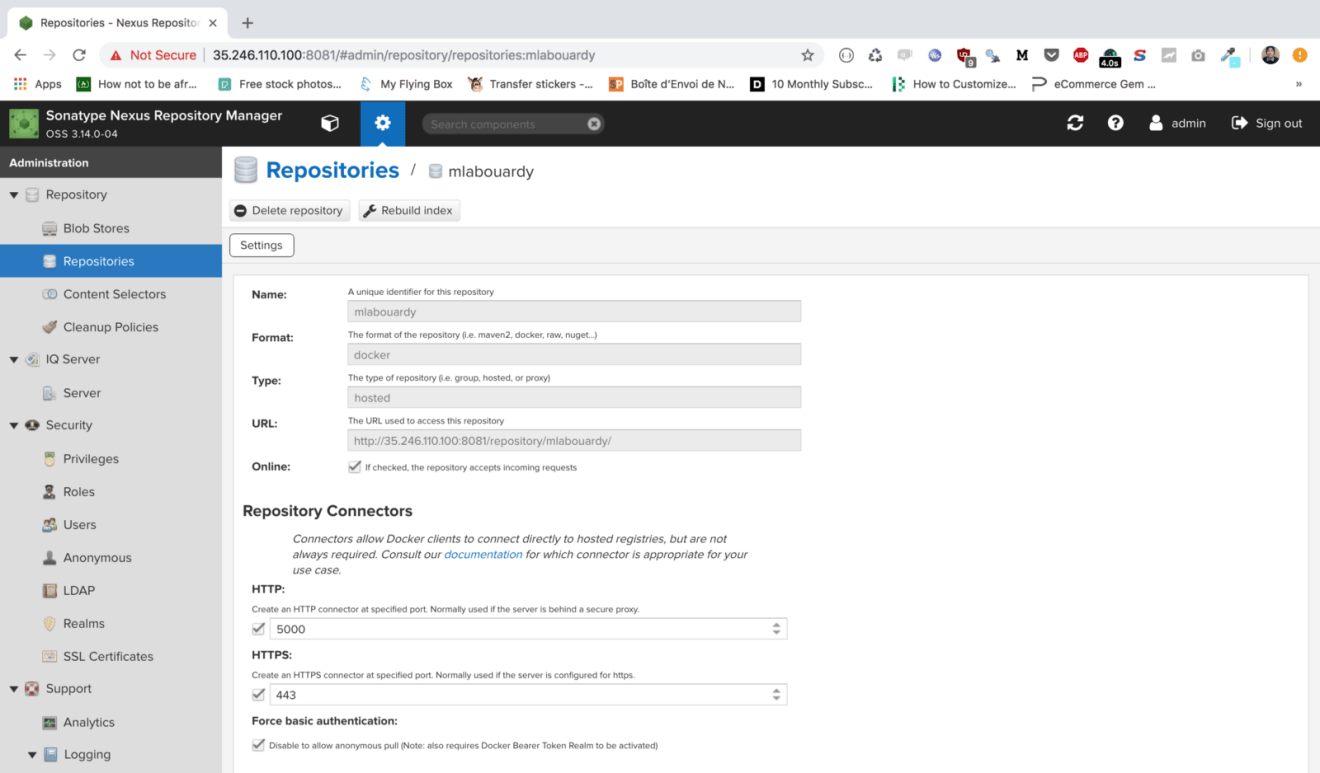 Repositories - Nexus Repositor
Not Secure | 35.246.110.100:8081/#admin/repository/repositories:mlabouardy
9
M
ABP
4.0s
S
Apps
How not to be afr...
Free stock photos...
My Flying Box
Transfer stickers -...
SP
Boîte d'Envoi de N...
D
10 Monthly Subsc...
How to Customize...
eCommerce Gem ...
»
Sonatype Nexus Repository Manager
OSS 3.14.0-04
Search components
admin
Sign out
Administration
Repository
Blob Stores
Repositories
Content Selectors
Cleanup Policies
IQ Server
Server
Security
Privileges
Roles
Users
Anonymous
LDAP
Realms
SSL Certificates
Support
Analytics
Logging
Repositories / mlabouardy
Delete repository
Rebuild index
Settings
Name:
A unique identifier for this repository
mlabouardy
Format:
The format of the repository (i.e. maven2, docker, raw, nuget...)
docker
Type:
The type of repository (i.e. group, hosted, or proxy)
hosted
URL:
The URL used to access this repository
http://35.246.110.100:8081/repository/mlabouardy/
Online:
If checked, the repository accepts incoming requests
Repository Connectors
Connectors allow Docker clients to connect directly to hosted registries, but are not
always required. Consult our documentation for which connector is appropriate for your
use case.
HTTP:
Create an HTTP connector at specified port. Normally used if the server is behind a secure proxy.
5000
HTTPS:
Create an HTTPS connector at specified port. Normally used if the server is configured for https.
443
Force basic authentication:
Disable to allow anonymous pull (Note: also requires Docker Bearer Token Realm to be activated)